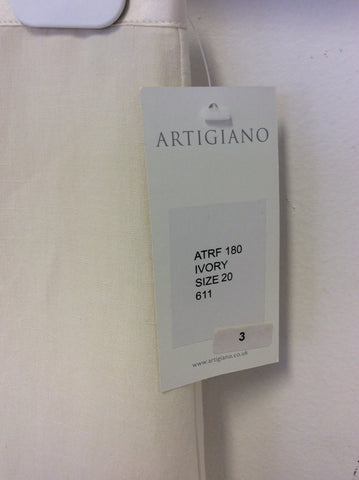 ARTIGIANO
ATRF 180
IVORY
SIZE 20
611
3
www.artigiano.co.uk